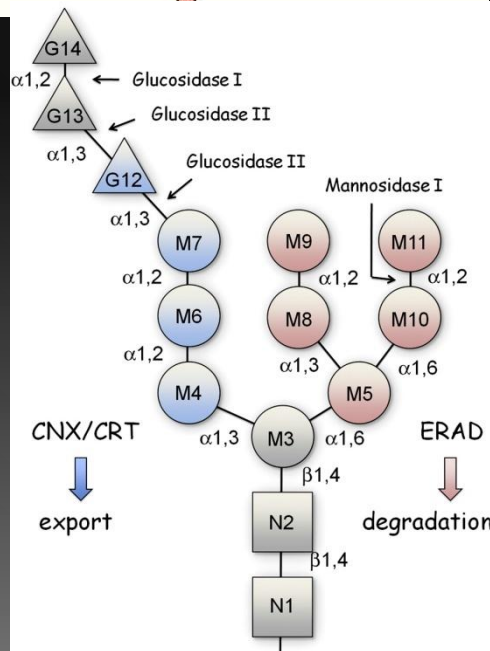 G14
α1,2
Glucosidase I
G13
Glucosidase II
α1,3
G12
Glucosidase II
α1,3
Mannosidase I
M7
M9
M11
α1,2
α1,2
α1,2
M6
M8
M10
α1,2
α1,3
α1,6
M4
M5
CNX/CRT
α1,3
M3
α1,6
ERAD
β1,4
export
N2
degradation
β1,4
N1